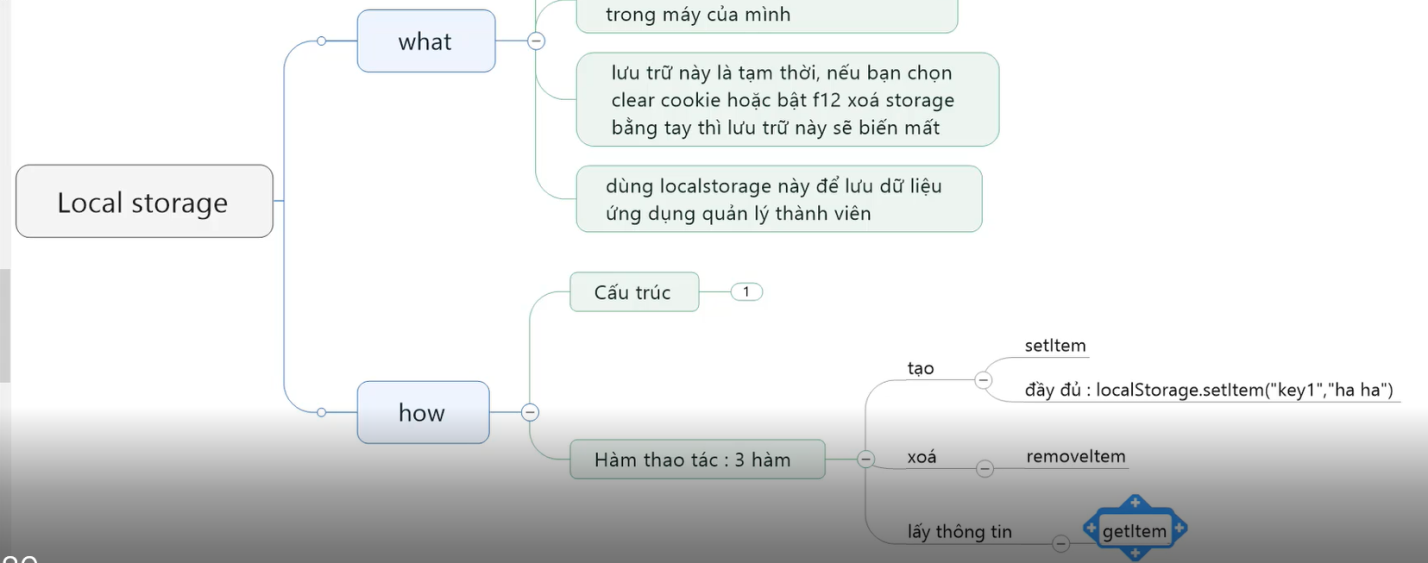 Local storage
what
trong máy của mình
lưu trữ này là tạm thời, nếu bạn chọn
clear cookie hoặc bật f12 xoá storage
bằng tay thì lưu trữ này sẽ biến mất
dùng localstorage này để lưu dữ liệu
ứng dụng quản lý thành viên
how
Cấu trúc
1
Hàm thao tác : 3 hàm
tạo
setItem
đầy đủ : localStorage.setItem("key1","ha ha")
xoá
removeItem
lấy thông tin
getItem